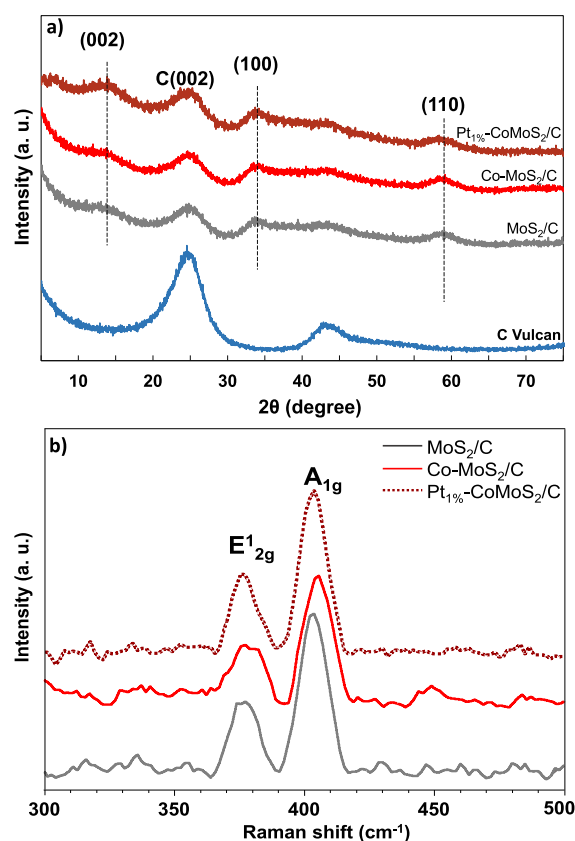 a)
(002)
C(002)
(100)
(110)
Pt1%-CoMoS2/C
Co-MoS2/C
MoS2/C
C Vulcan
Intensity (a. u.)
10 20 30 40 50 60 70
2θ (degree)
b)
MoS2/C
Co-MoS2/C
Pt1%-CoMoS2/C
A1g
E12g
Intensity (a. u.)
300 350 400 450 500
Raman shift (cm-1)